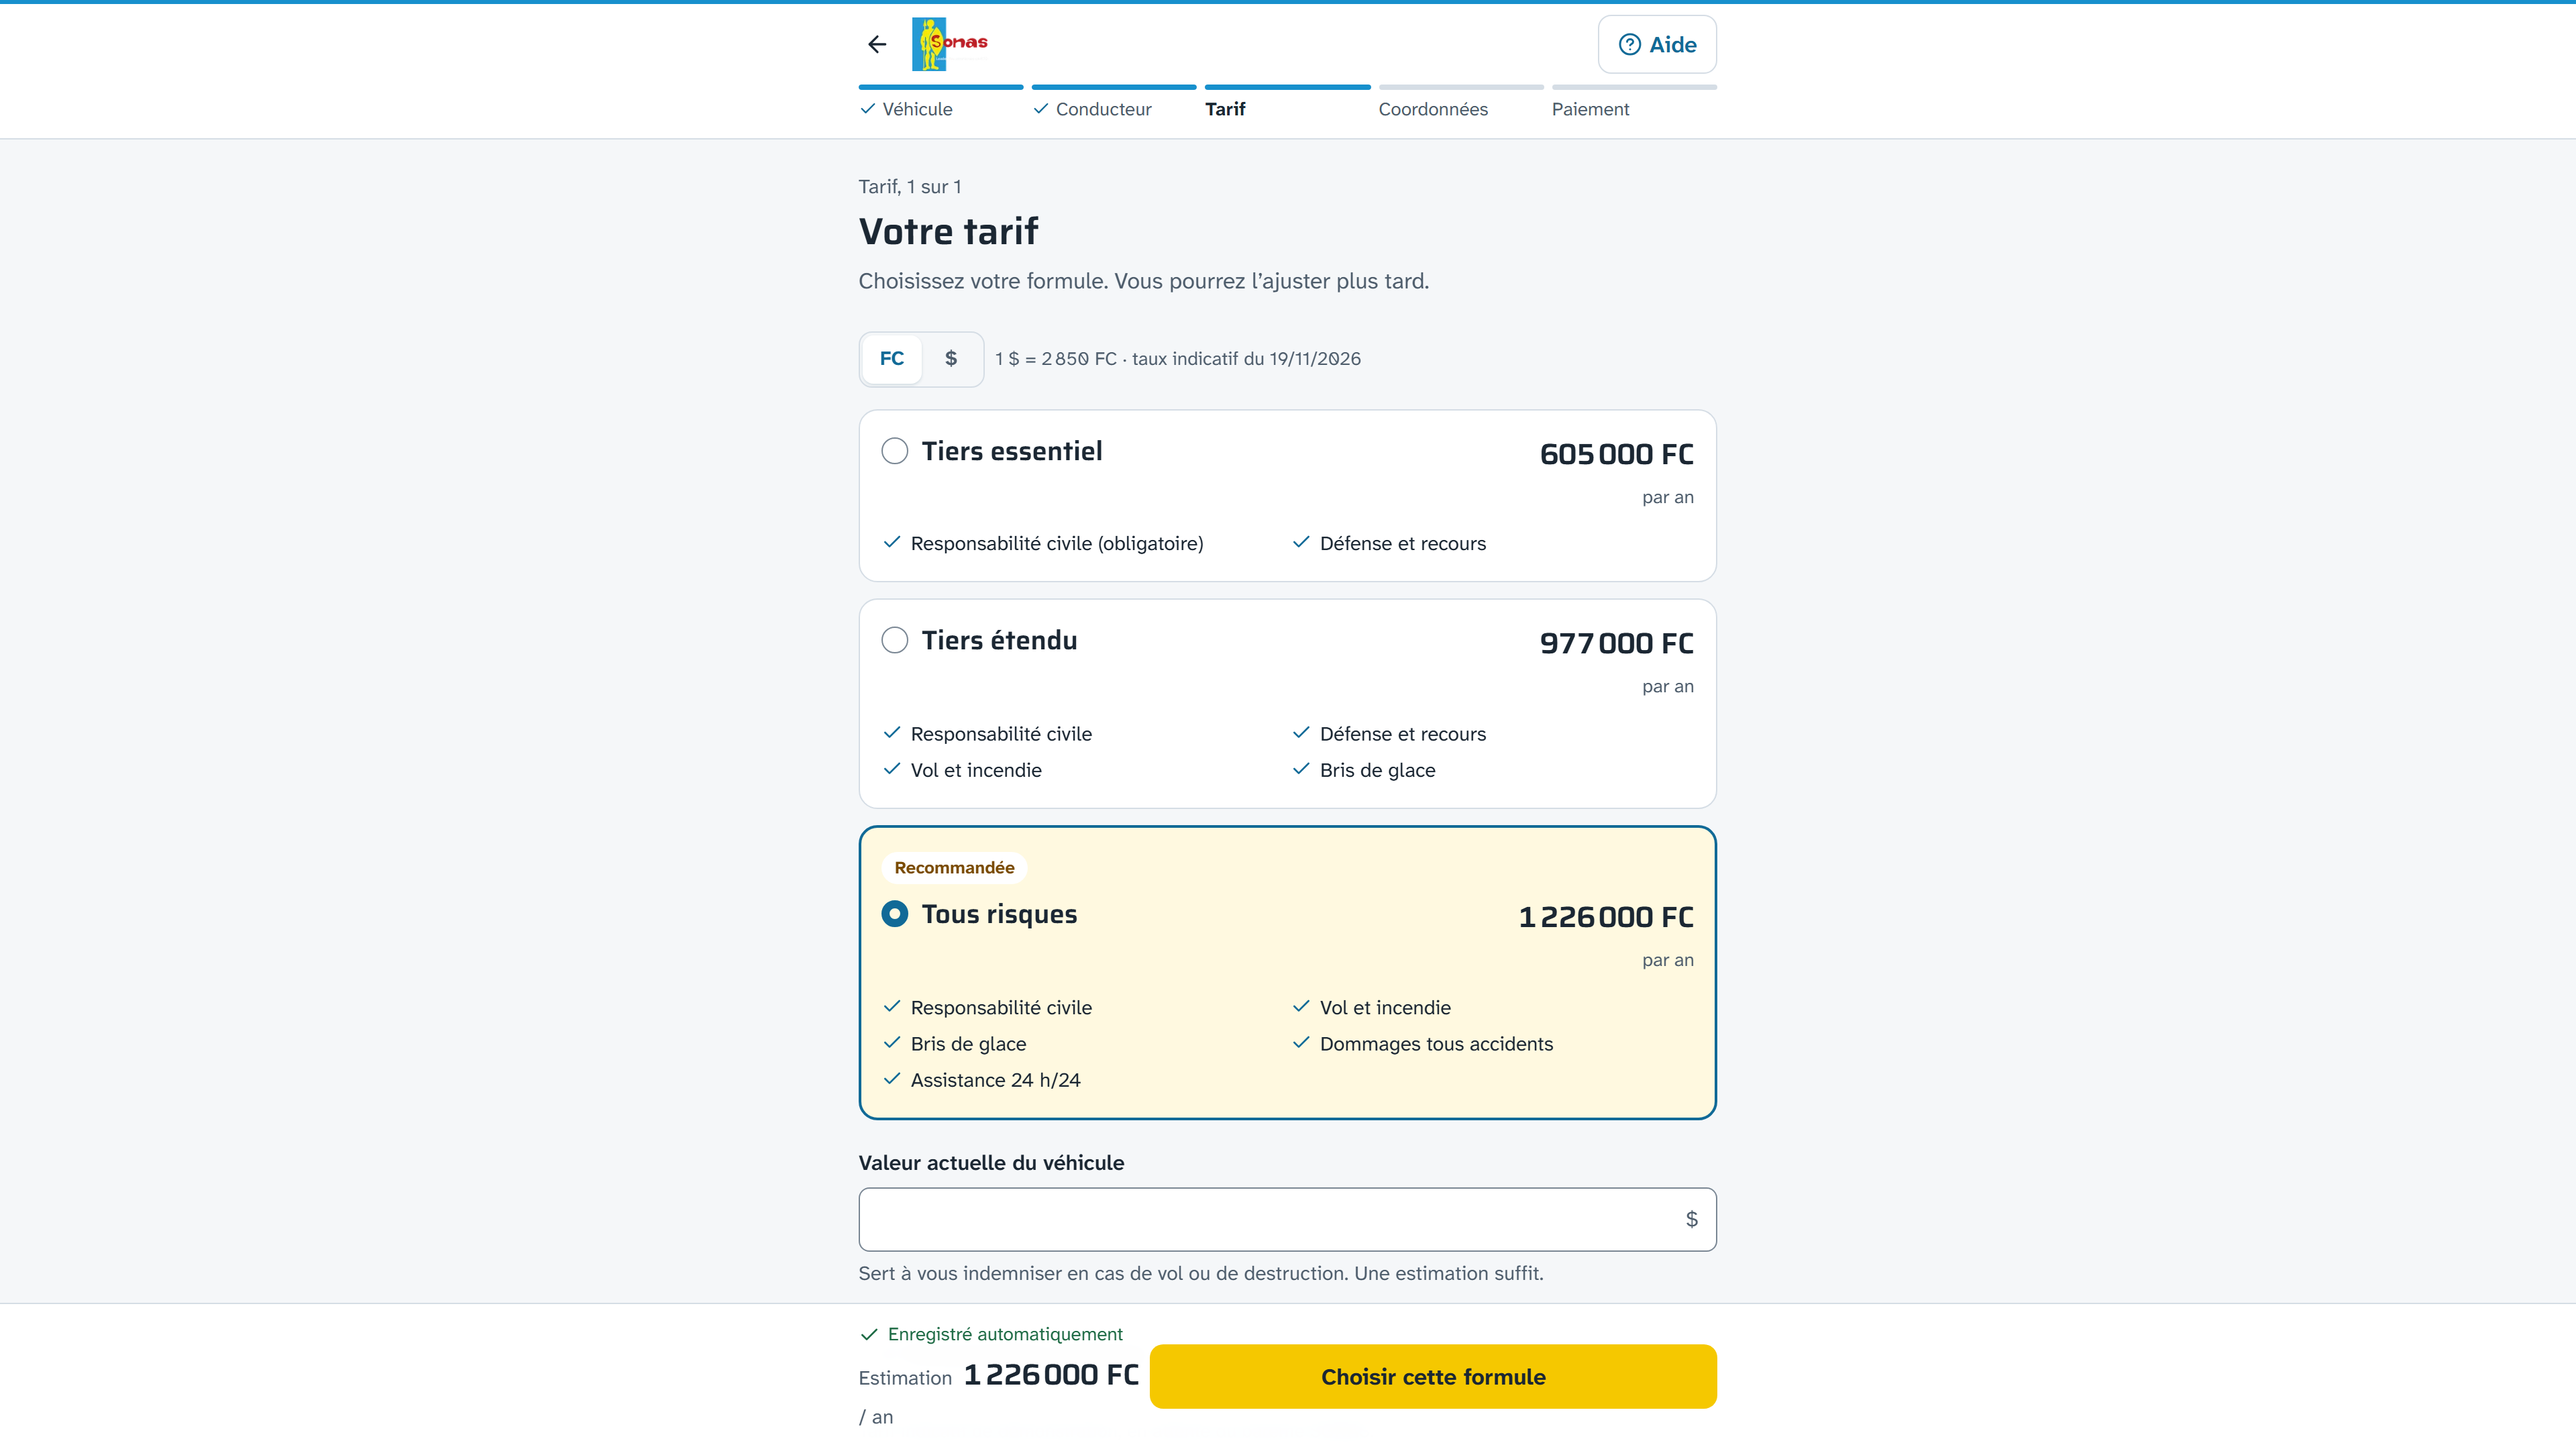 Sonas
Aide
Véhicule
Conducteur
Tarif
Coordonnées
Paiement
Tarif, 1 sur 1
Votre tarif
Choisissez votre formule. Vous pourrez l’ajuster plus tard.
FC $ 1 $ = 2 850 FC · taux indicatif du 19/11/2026
Tiers essentiel
605 000 FC
par an
Responsabilité civile (obligatoire)
Défense et recours
Tiers étendu
977 000 FC
par an
Responsabilité civile
Défense et recours
Vol et incendie
Bris de glace
Recommandée
Tous risques
1 226 000 FC
par an
Responsabilité civile
Vol et incendie
Bris de glace
Dommages tous accidents
Assistance 24 h/24
Valeur actuelle du véhicule
$
Sert à vous indemniser en cas de vol ou de destruction. Une estimation suffit.
Enregistré automatiquement
Estimation 1 226 000 FC
/ an
Choisir cette formule